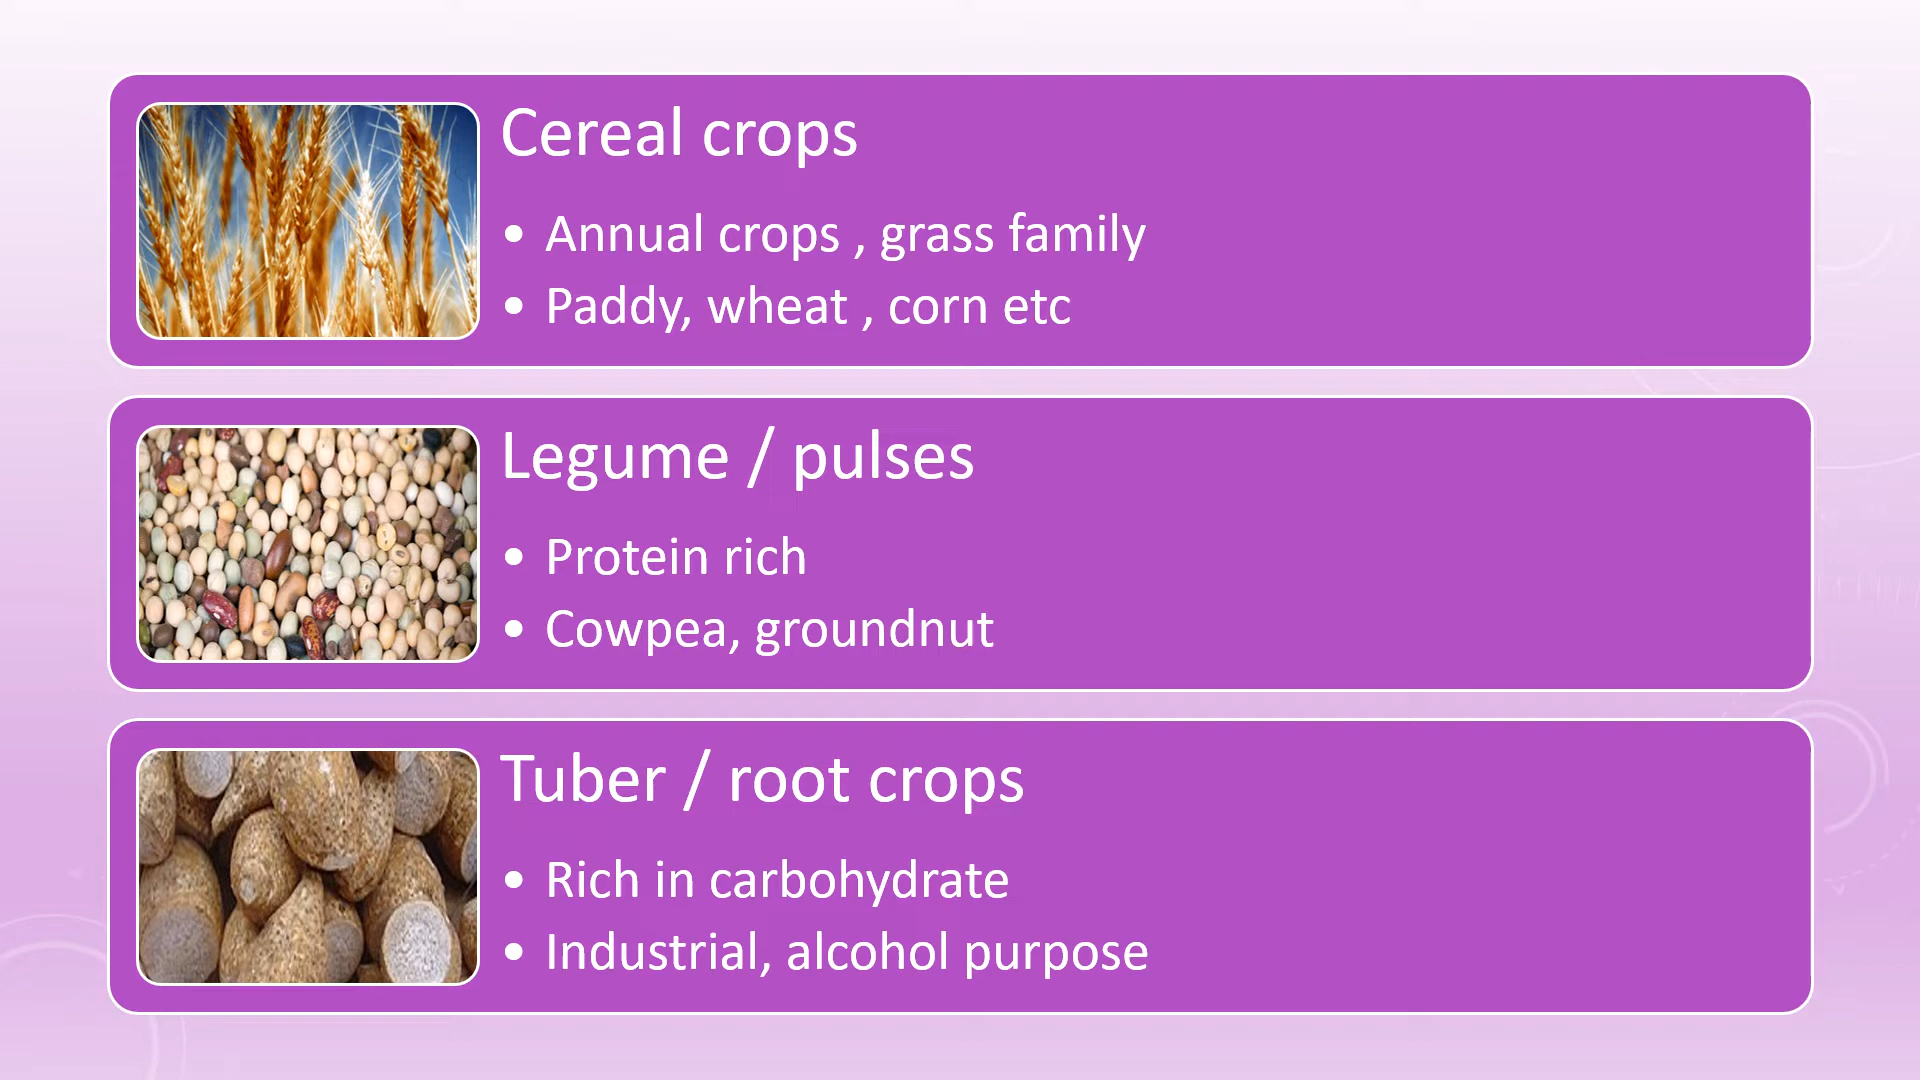 Cereal crops
• Annual crops , grass family
• Paddy, wheat , corn etc
Legume / pulses
• Protein rich
• Cowpea, groundnut
Tuber / root crops
• Rich in carbohydrate
• Industrial, alcohol purpose